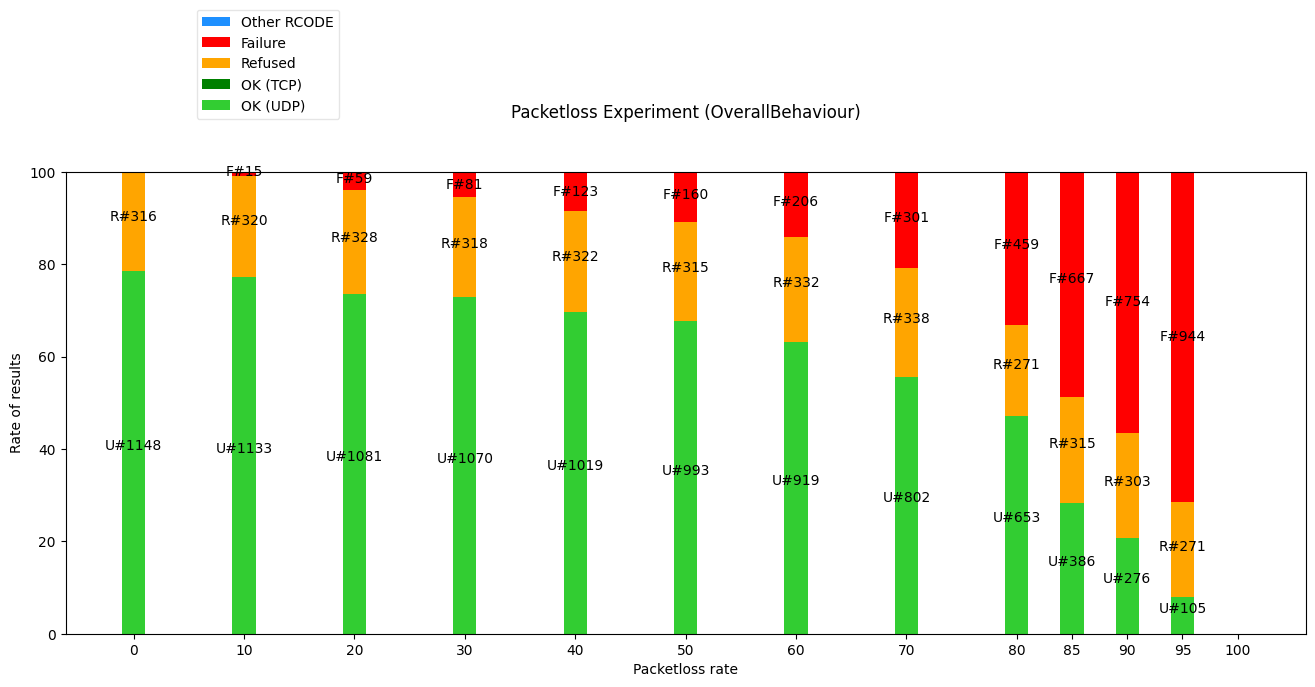 Other RCODE
Failure
Refused
OK (TCP)
OK (UDP)
Packetloss Experiment (OverallBehaviour)
100
80
60
40
20
0
Rate of results
F#15
F#59
F#81
F#123
F#160
F#206
F#301
F#459
F#667
F#754
F#944
R#316
R#320
R#328
R#318
R#322
R#315
R#332
R#338
R#271
R#315
R#303
R#271
U#1148
U#1133
U#1081
U#1070
U#1019
U#993
U#919
U#802
U#653
U#386
U#276
U#105
0 10 20 30 40 50 60 70 80 85 90 95 100
Packetloss rate